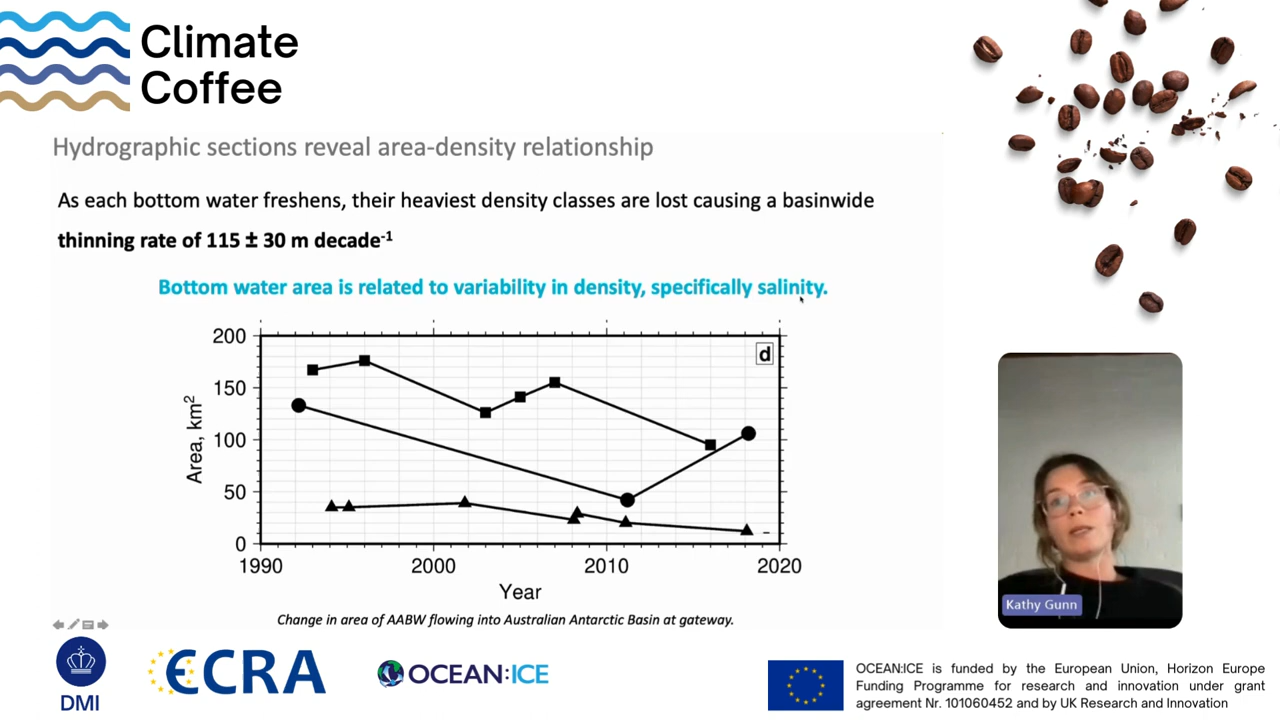 Climate
Coffee
Hydrographic sections reveal area-density relationship
As each bottom water freshens, their heaviest density classes are lost causing a basinwide
thinning rate of 115 ± 30 m decade⁻¹
Bottom water area is related to variability in density, specifically salinity.
200
d
150
100
50
0
Area, km²
1990 2000 2010 2020
Year
Change in area of AABW flowing into Australian Antarctic Basin at gateway.
Kathy Gunn
DMI
ECRA
OCEAN:ICE
OCEAN:ICE is funded by the European Union, Horizon Europe
Funding Programme for research and innovation under grant
agreement Nr. 101060452 and by UK Research and Innovation